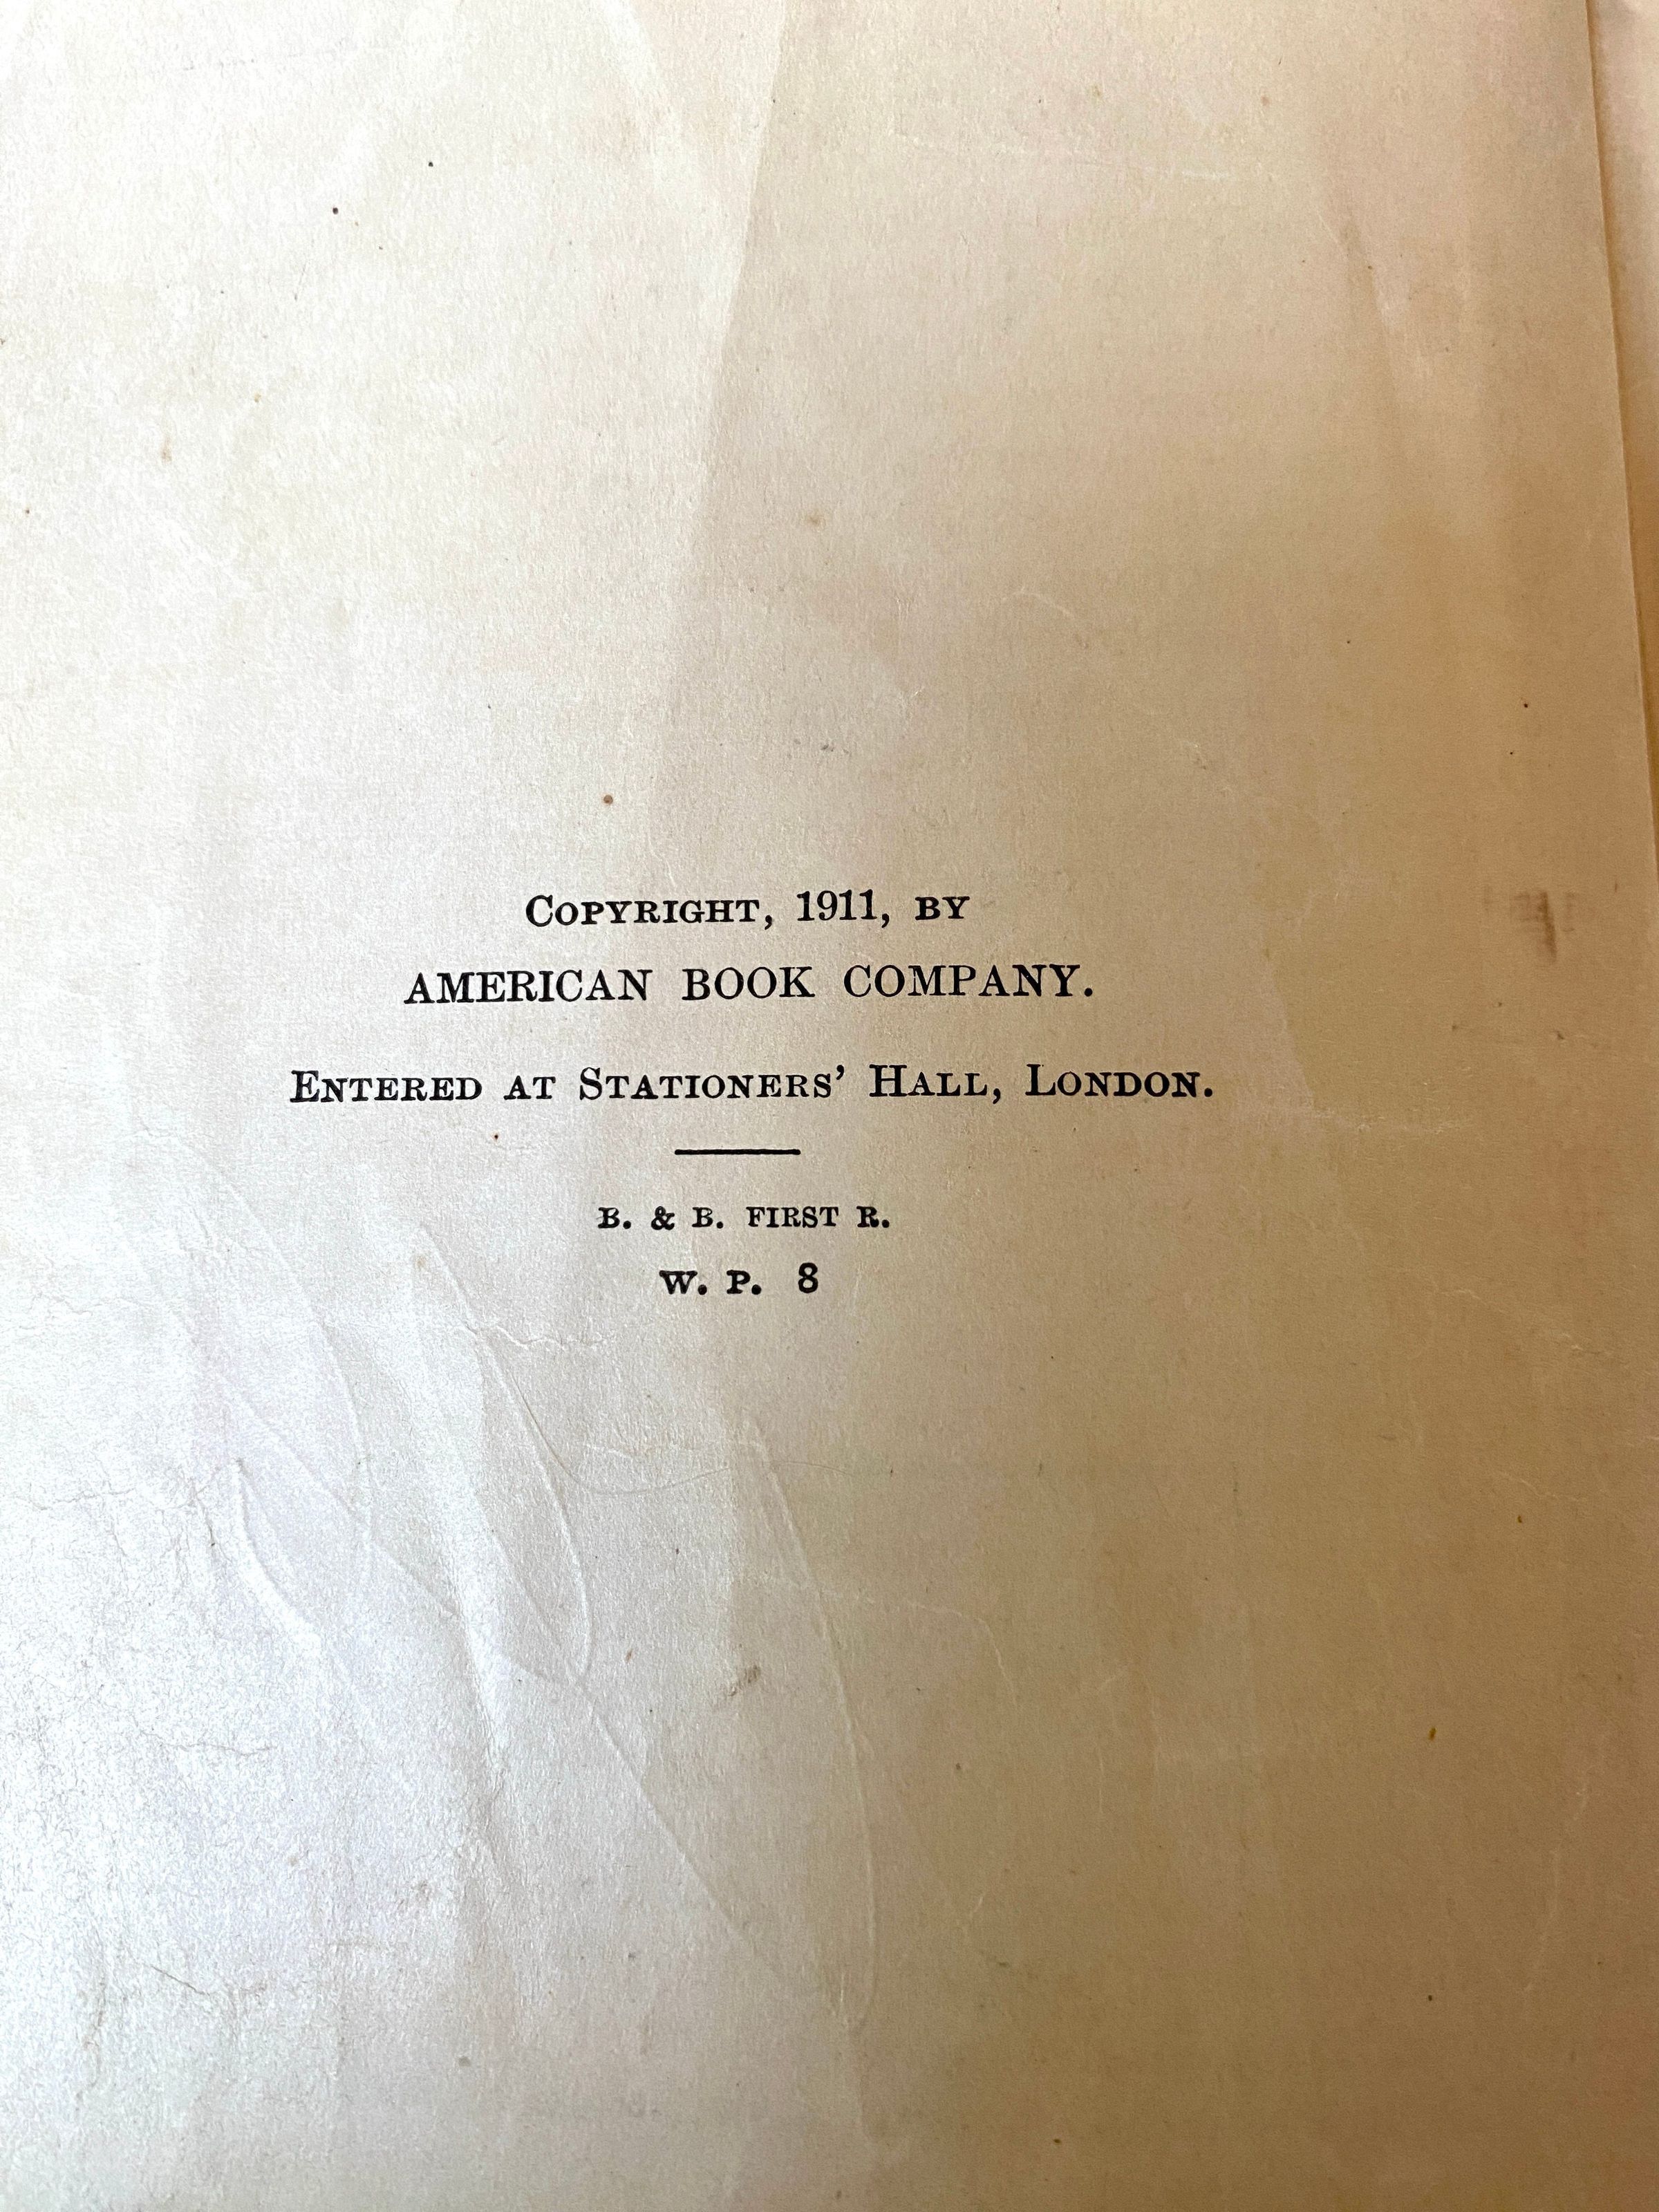 Copyright, 1911, by
AMERICAN BOOK COMPANY.
Entered at Stationers' Hall, London.
B. & B. FIRST R.
W. P. 8